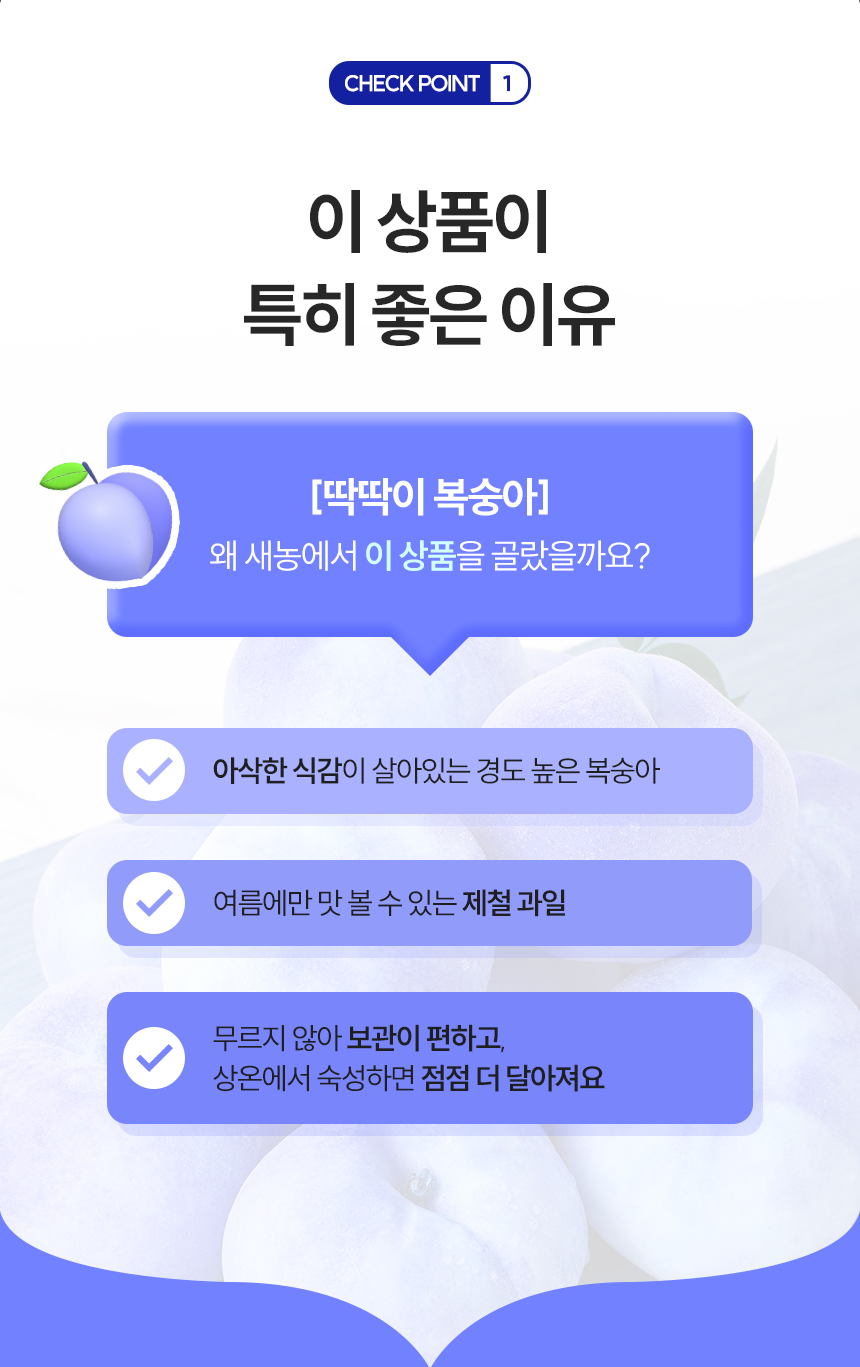 CHECK POINT 1
이 상품이
특히 좋은 이유
[딱딱이 복숭아]
왜 새농에서 이 상품을 골랐을까요?
아삭한 식감이 살아있는 경도 높은 복숭아
여름에만 맛 볼 수 있는 제철 과일
무르지 않아 보관이 편하고,
상온에서 숙성하면 점점 더 달아져요